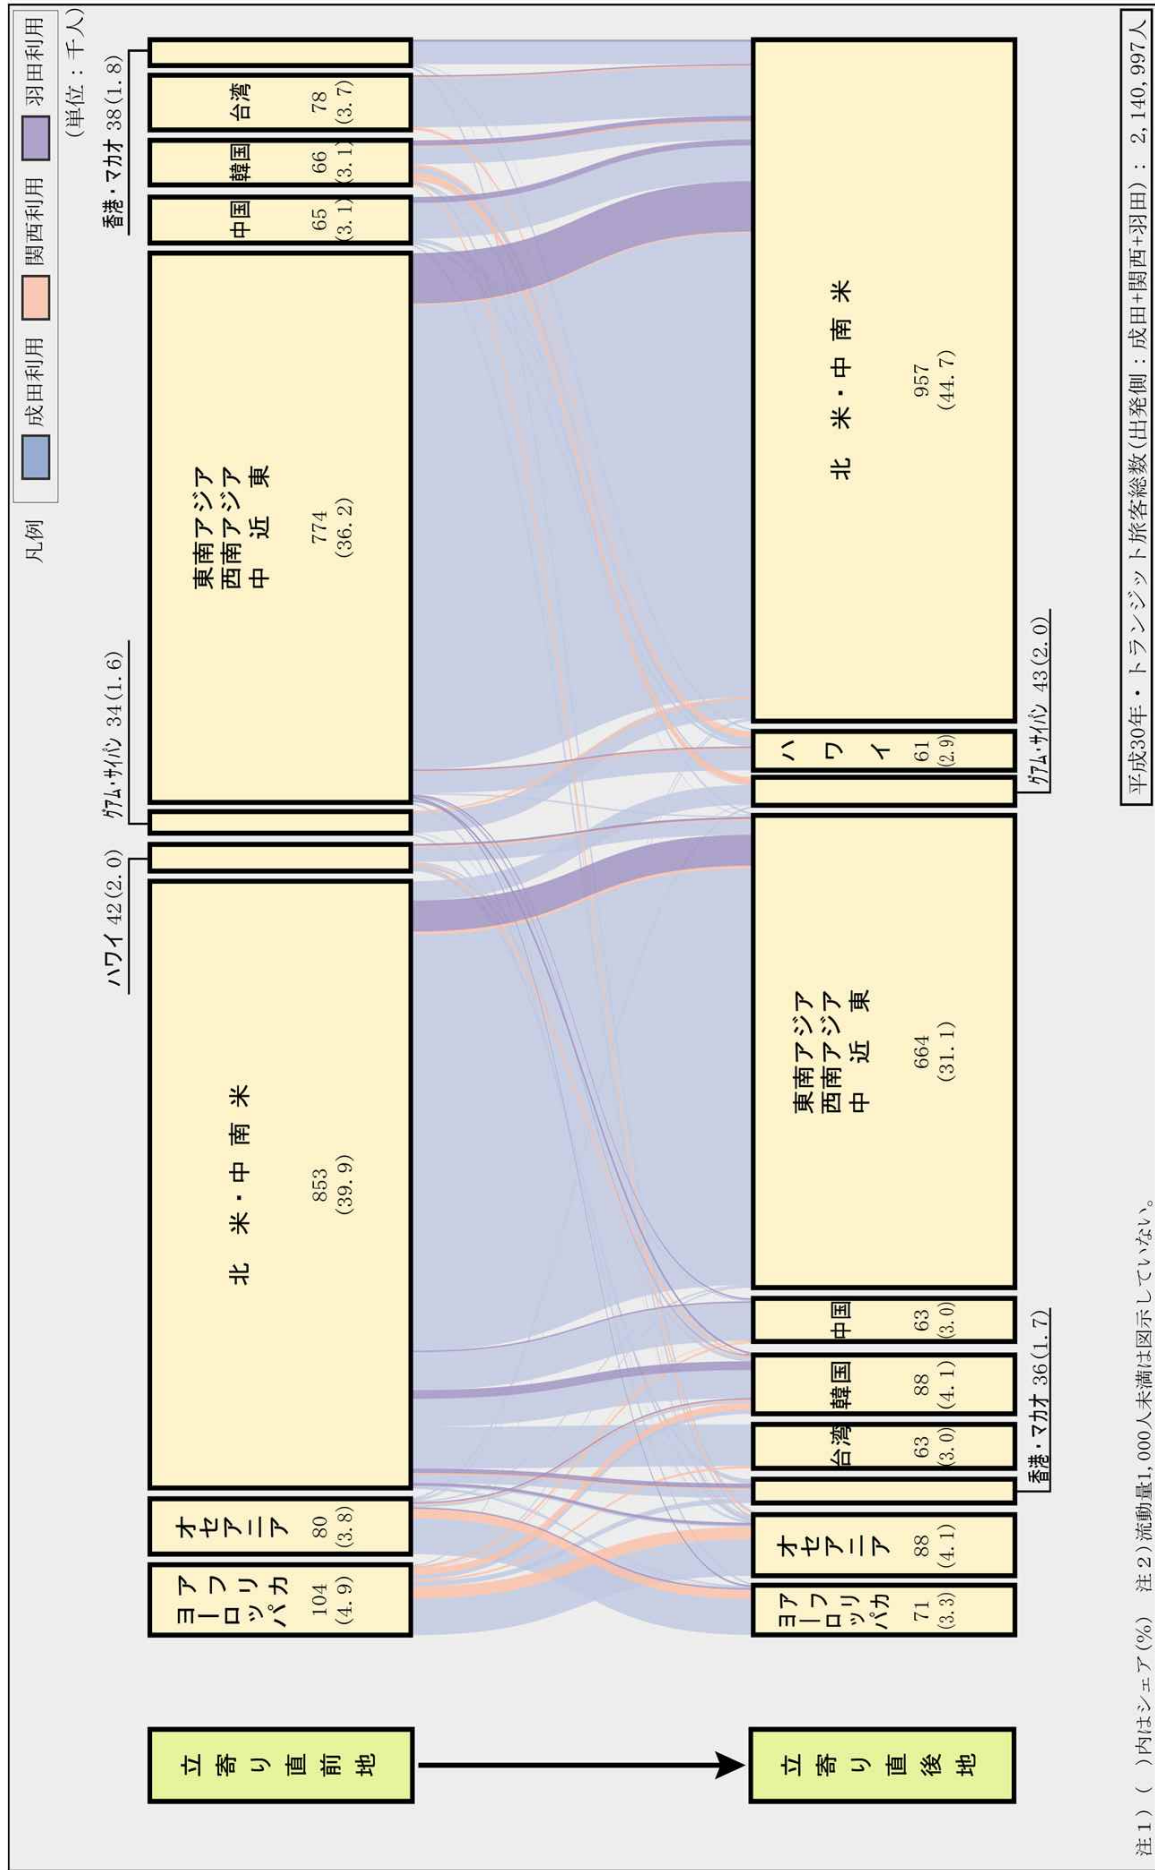 凡例
成田利用
関西利用
羽田利用
(単位：千人)
立寄り直前地
ヨーロッパ
アフリカ
104
(4.9)
オセアニア
80
(3.8)
北米・中南米
853
(39.9)
ハワイ 42(2.0)
グアム・サイパン 34(1.6)
東南アジア
西南アジア
中近東
774
(36.2)
中国
65
(3.1)
韓国
66
(3.1)
台湾
78
(3.7)
香港・マカオ 38(1.8)
立寄り直後地
ヨーロッパ
アフリカ
71
(3.3)
オセアニア
88
(4.1)
香港・マカオ 36(1.7)
台湾
63
(3.0)
韓国
88
(4.1)
中国
63
(3.0)
東南アジア
西南アジア
中近東
664
(31.1)
グアム・サイパン 43(2.0)
ハワイ
61
(2.9)
北米・中南米
957
(44.7)
平成30年・トランジット旅客総数(出発側：成田+関西+羽田)： 2,140,997人
注1）（　）内はシェア(%)　注2）流動量1,000人未満は図示していない。